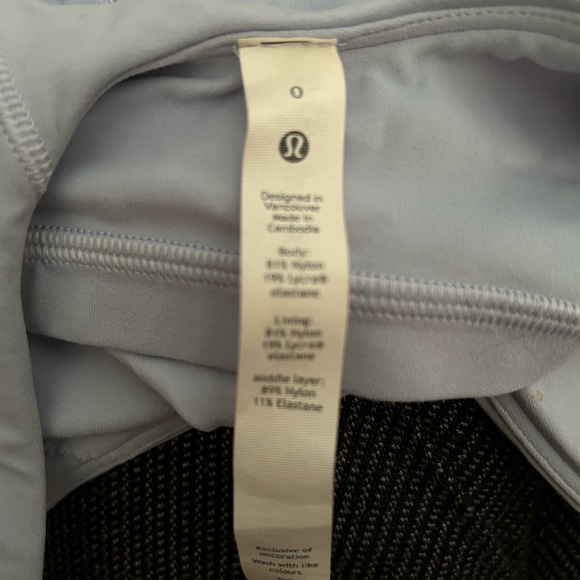 0
Designed in
Vancouver
Made in
Cambodia
Body:
81% Nylon
19% Lycra®
elastane
Lining:
81% Nylon
19% Lycra®
elastane
middle layer:
89% Nylon
11% Elastane
Exclusive of
decoration
Wash with like
colours